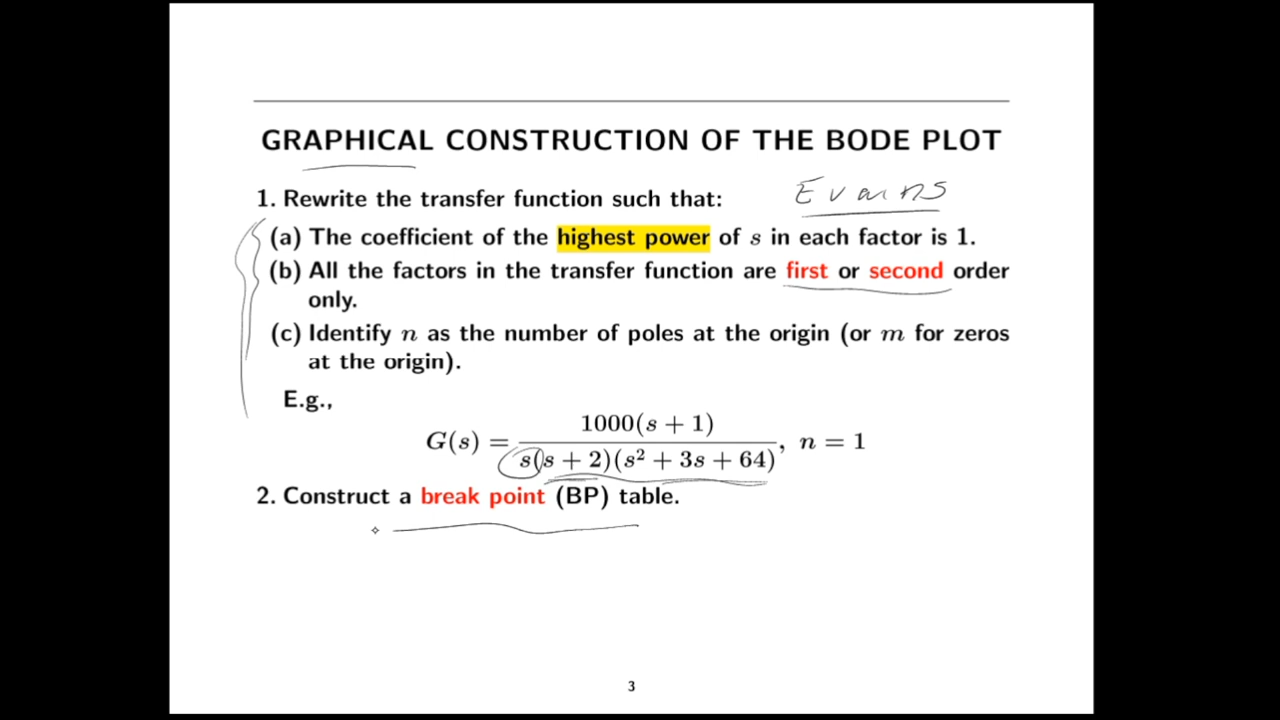 GRAPHICAL CONSTRUCTION OF THE BODE PLOT
1. Rewrite the transfer function such that:
Evans
(a) The coefficient of the highest power of s in each factor is 1.
(b) All the factors in the transfer function are first or second order
only.
(c) Identify n as the number of poles at the origin (or m for zeros
at the origin).
E.g.,
G(s) = 1000(s + 1) / s(s + 2)(s² + 3s + 64), n = 1
2. Construct a break point (BP) table.
3